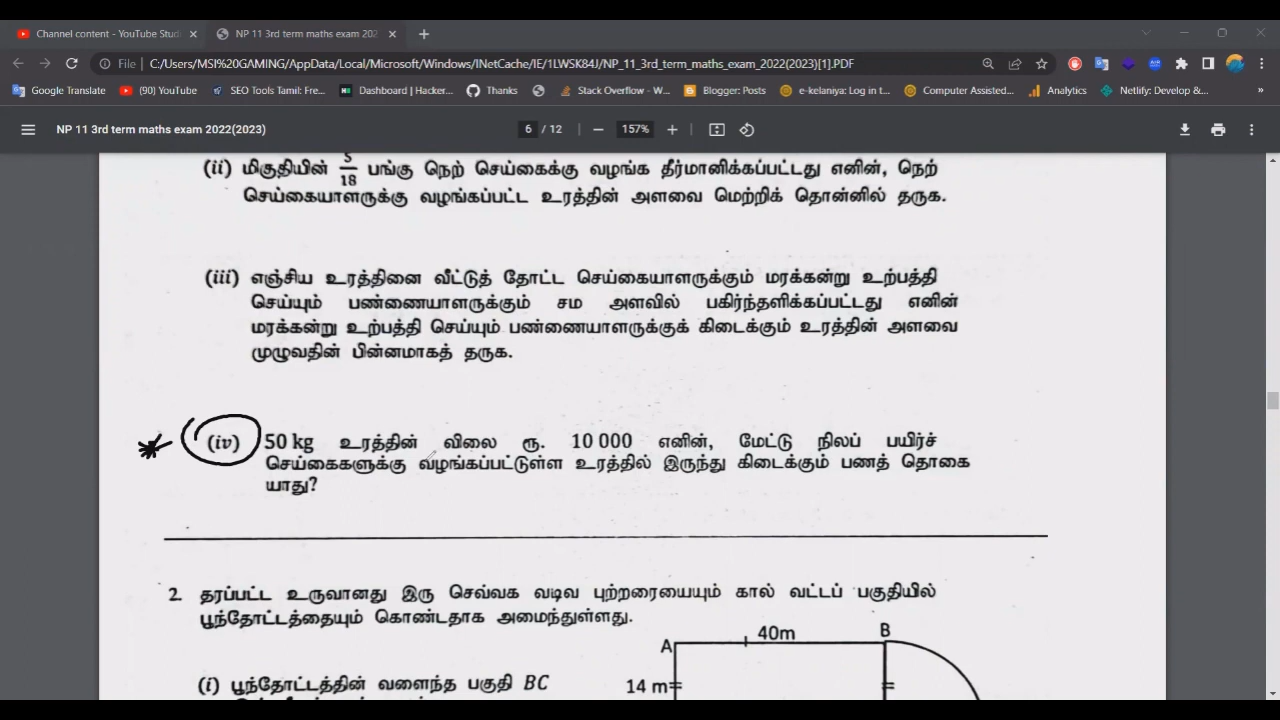 Channel content - YouTube Stud
NP 11 3rd term maths exam 202
File
C:/Users/MSI%20GAMING/AppData/Local/Microsoft/Windows/INetCache/IE/1LWSK84J/NP_11_3rd_term_maths_exam_2022(2023)[1].PDF
Google Translate
(90) YouTube
SEO Tools Tamil: Fre...
Dashboard | Hacker...
Thanks
Stack Overflow - W...
Blogger: Posts
e-kelaniya: Log in t...
Computer Assisted...
Analytics
Netlify: Develop &...
»
NP 11 3rd term maths exam 2022(2023)
6 / 12
157%
(ii) மிகுதியின் 5/18 பங்கு நெற் செய்கைக்கு வழங்க தீர்மானிக்கப்பட்டது எனின், நெற்
செய்கையாளருக்கு வழங்கப்பட்ட உரத்தின் அளவை மெற்றிக் தொன்னில் தருக.
(iii) எஞ்சிய உரத்தினை வீட்டுத் தோட்ட செய்கையாளருக்கும் மரக்கன்று உற்பத்தி
செய்யும் பண்ணையாளருக்கும் சம அளவில் பகிர்ந்தளிக்கப்பட்டது எனின்
மரக்கன்று உற்பத்தி செய்யும் பண்ணையாளருக்குக் கிடைக்கும் உரத்தின் அளவை
முழுவதின் பின்னமாகத் தருக.
(iv) 50 kg உரத்தின் விலை ரூ. 10 000 எனின், மேட்டு நிலப் பயிர்ச்
செய்கைகளுக்கு வழங்கப்பட்டுள்ள உரத்தில் இருந்து கிடைக்கும் பணத் தொகை
யாது?
2. தரப்பட்ட உருவானது இரு செவ்வக வடிவ புற்றரையையும் கால் வட்டப் பகுதியில்
பூந்தோட்டத்தையும் கொண்டதாக அமைந்துள்ளது.
A 40m B
(i) பூந்தோட்டத்தின் வளைந்த பகுதி BC
14 m